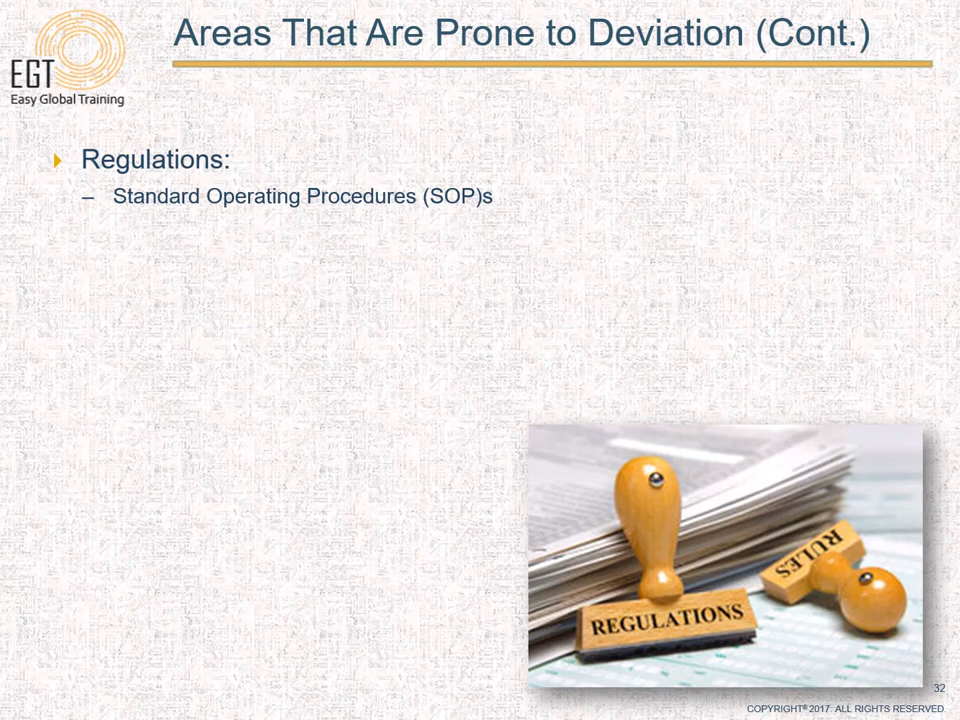 Areas That Are Prone to Deviation (Cont.)
EGT
Easy Global Training
Regulations:
– Standard Operating Procedures (SOP)s
RULES
REGULATIONS
32
COPYRIGHT® 2017. ALL RIGHTS RESERVED.